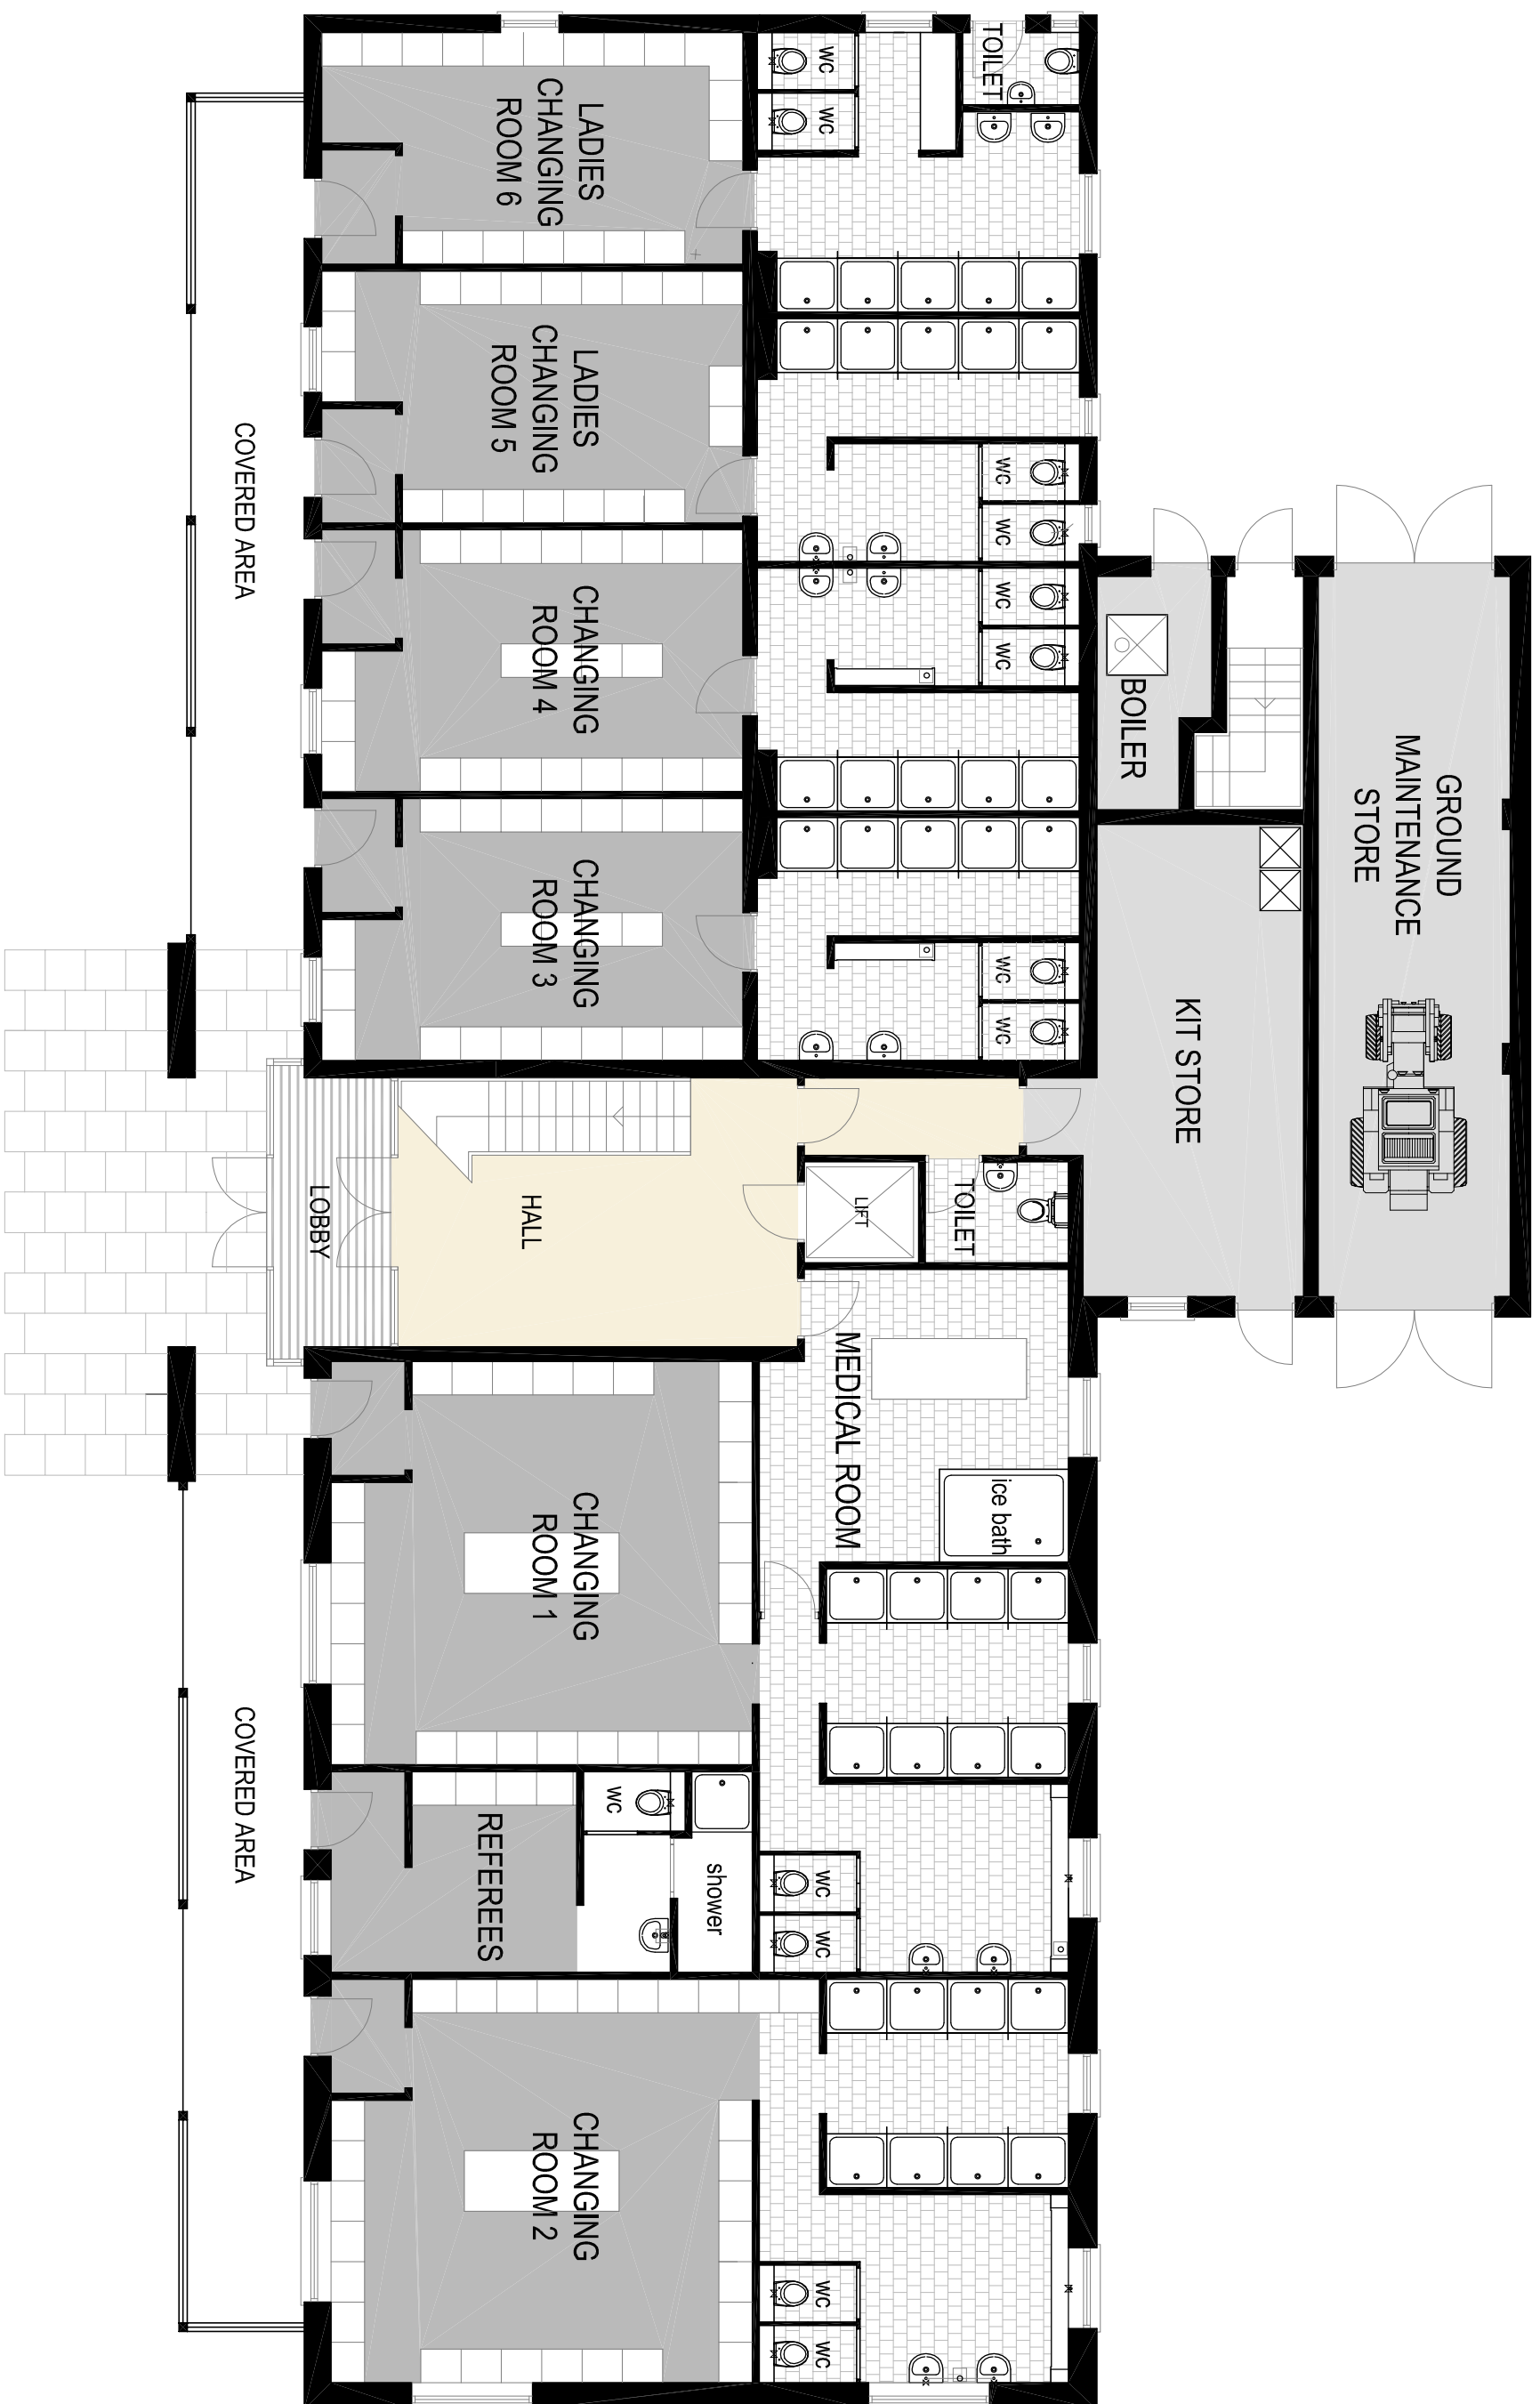 TOILET
WC
WC
LADIES
CHANGING
ROOM 6
LADIES
CHANGING
ROOM 5
COVERED AREA
WC
WC
WC
WC
CHANGING
ROOM 4
BOILER
GROUND
MAINTENANCE
STORE
CHANGING
ROOM 3
WC
WC
KIT STORE
LOBBY
HALL
LIFT
TOILET
MEDICAL ROOM
ice bath
CHANGING
ROOM 1
COVERED AREA
REFEREES
WC
shower
WC
WC
CHANGING
ROOM 2
WC
WC